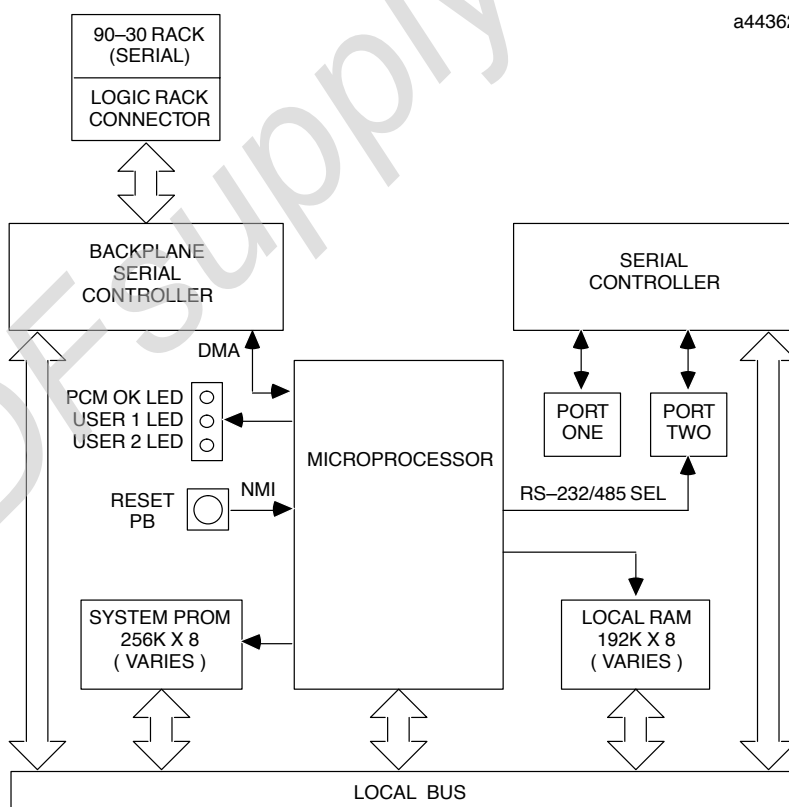 a44362
90–30 RACK
(SERIAL)
LOGIC RACK
CONNECTOR
BACKPLANE
SERIAL
CONTROLLER
SERIAL
CONTROLLER
DMA
PCM OK LED
USER 1 LED
USER 2 LED
PORT
ONE
PORT
TWO
MICROPROCESSOR
RESET
PB
NMI
RS–232/485 SEL
SYSTEM PROM
256K X 8
( VARIES )
LOCAL RAM
192K X 8
( VARIES )
LOCAL BUS
DFsupply